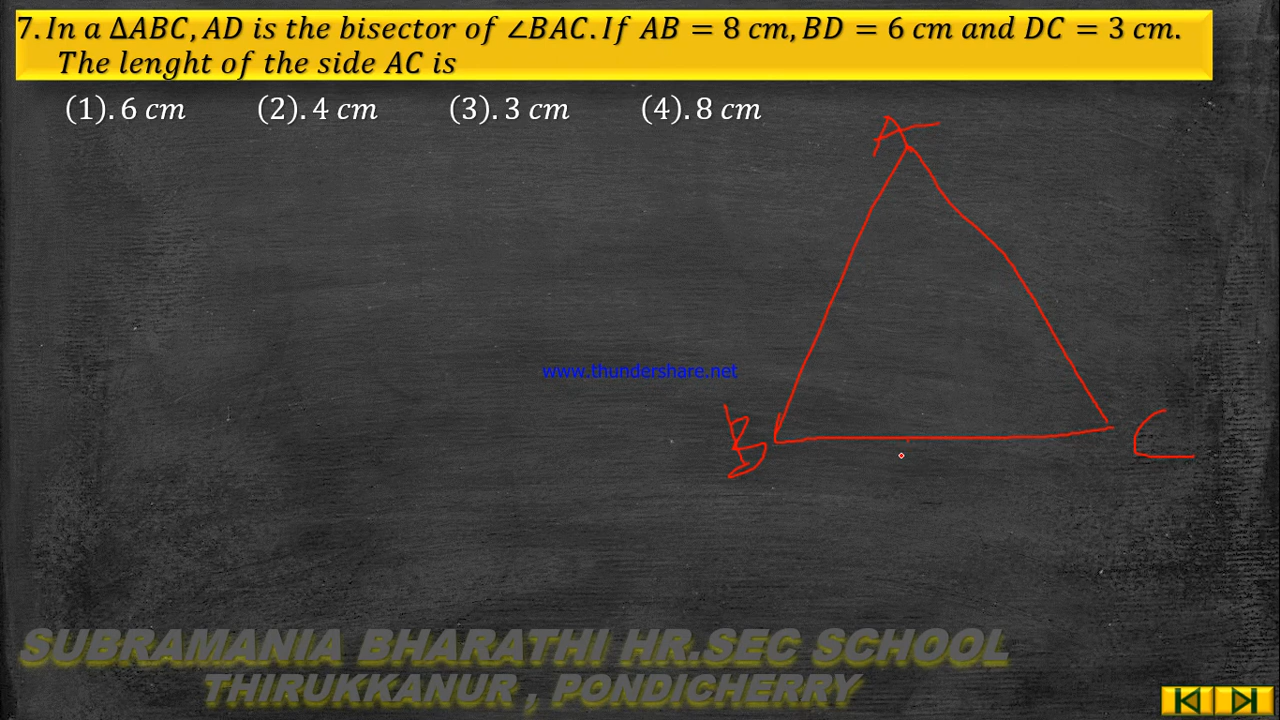 7. In a ΔABC, AD is the bisector of ∠BAC. If AB = 8 cm, BD = 6 cm and DC = 3 cm.
The lenght of the side AC is
(1). 6 cm (2). 4 cm (3). 3 cm (4). 8 cm
A
www.thundershare.net
B C
SUBRAMANIA BHARATHI HR.SEC SCHOOL
THIRUKKANUR , PONDICHERRY